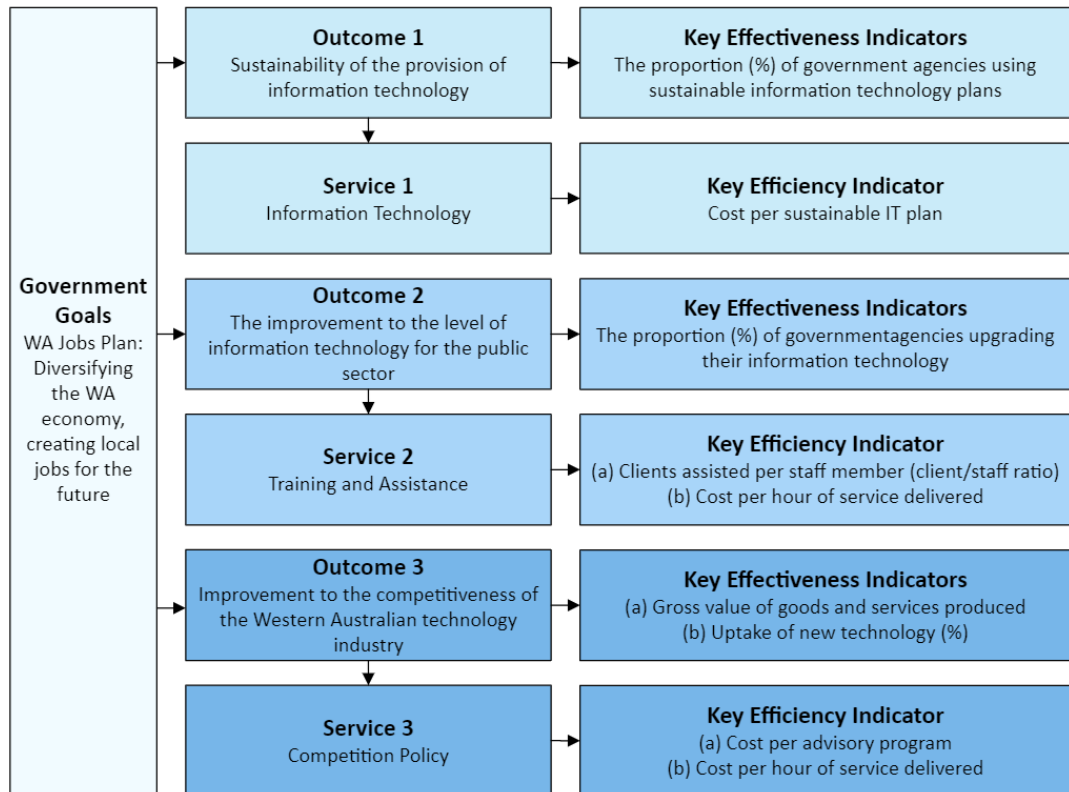 Government
Goals
WA Jobs Plan:
Diversifying
the WA
economy,
creating local
jobs for the
future
Outcome 1
Sustainability of the provision of
information technology
Key Effectiveness Indicators
The proportion (%) of government agencies using
sustainable information technology plans
Service 1
Information Technology
Key Efficiency Indicator
Cost per sustainable IT plan
Outcome 2
The improvement to the level of
information technology for the public
sector
Key Effectiveness Indicators
The proportion (%) of governmentagencies upgrading
their information technology
Service 2
Training and Assistance
Key Efficiency Indicator
(a) Clients assisted per staff member (client/staff ratio)
(b) Cost per hour of service delivered
Outcome 3
Improvement to the competitiveness of
the Western Australian technology
industry
Key Effectiveness Indicators
(a) Gross value of goods and services produced
(b) Uptake of new technology (%)
Service 3
Competition Policy
Key Efficiency Indicator
(a) Cost per advisory program
(b) Cost per hour of service delivered